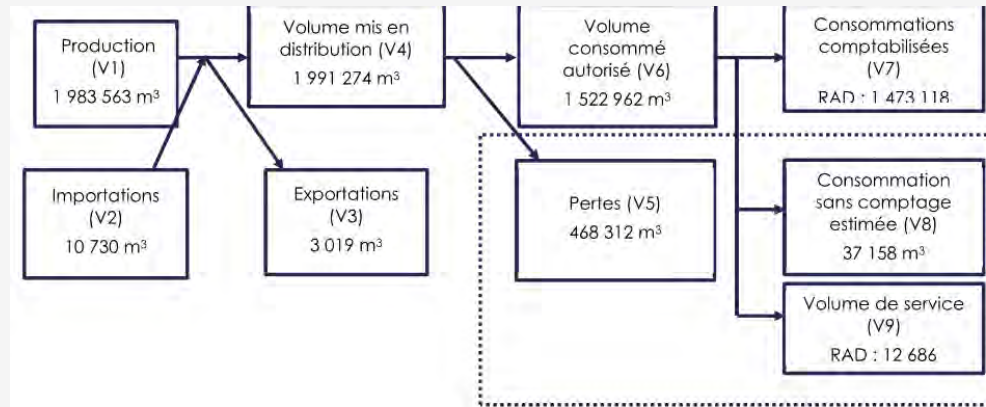 Production
(V1)
1 983 563 m³
Volume mis en
distribution (V4)
1 991 274 m³
Volume
consommé
autorisé (V6)
1 522 962 m³
Consommations
comptabilisées
(V7)
RAD : 1 473 118
Importations
(V2)
10 730 m³
Exportations
(V3)
3 019 m³
Pertes (V5)
468 312 m³
Consommation
sans comptage
estimée (V8)
37 158 m³
Volume de service
(V9)
RAD : 12 686